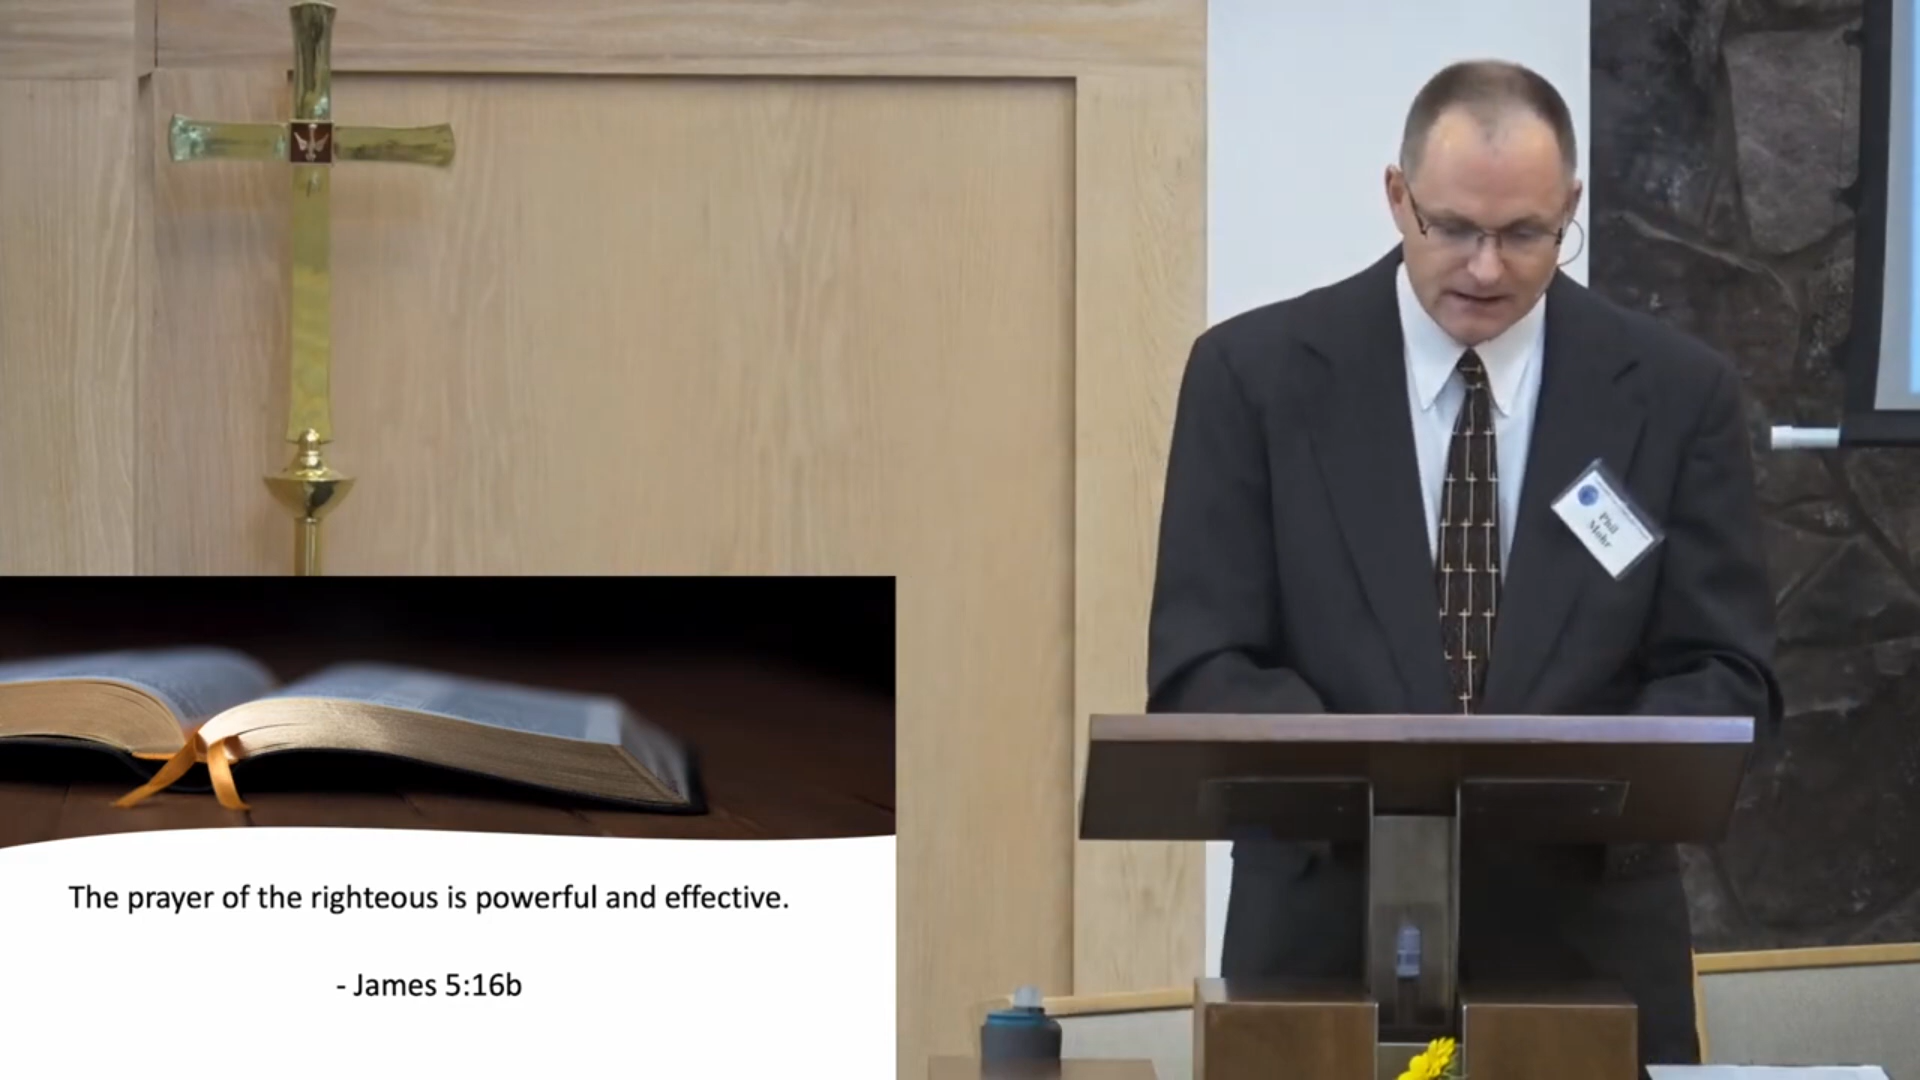 The prayer of the righteous is powerful and effective.
- James 5:16b
Phil
Mohr